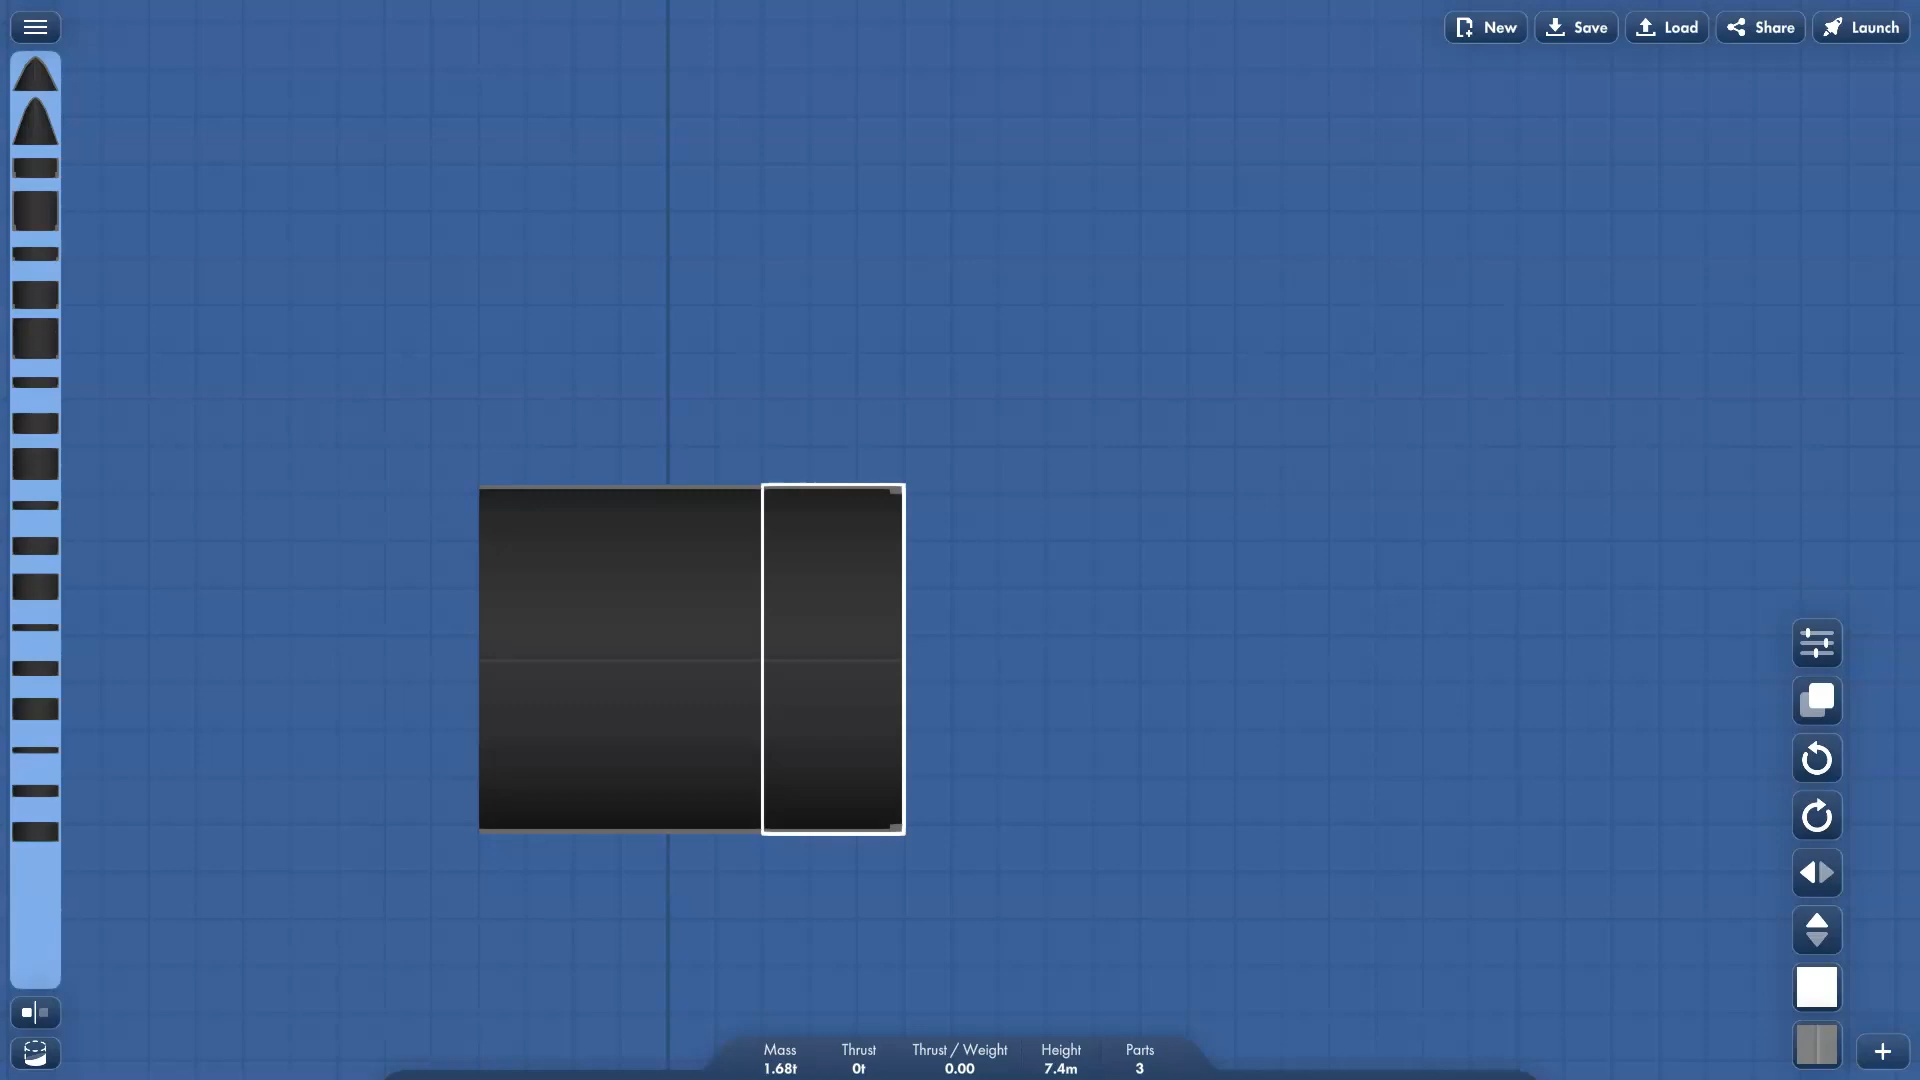 New Save Load Share Launch
Mass Thrust Thrust / Weight Height Parts
1.68t 0t 0.00 7.4m 3